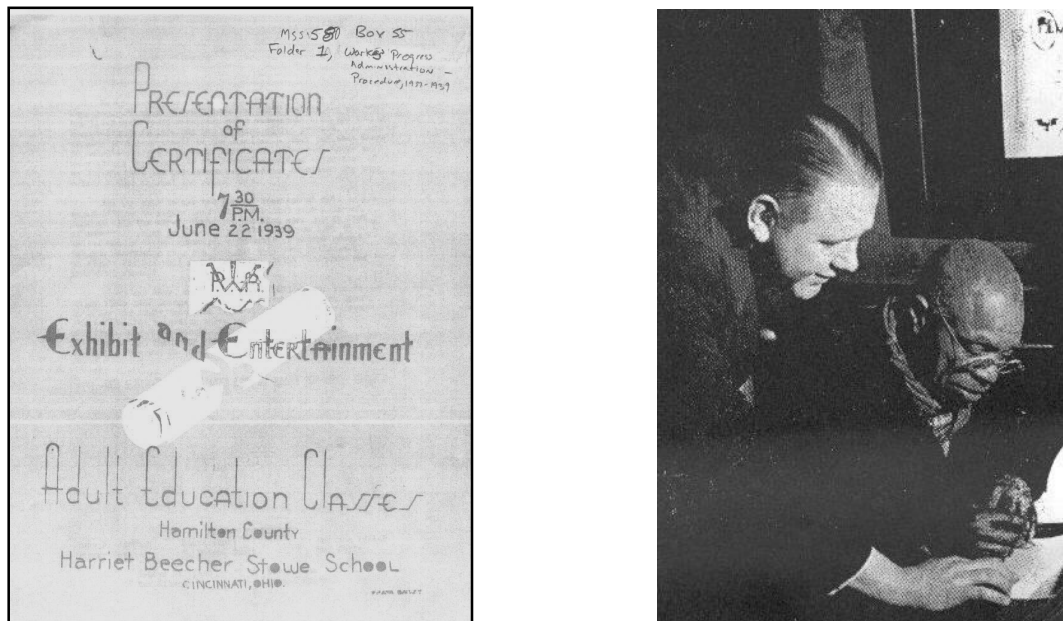 Mss 580 Box 55
Folder 1, Works Progress
Administration –
Procedure, 1937-1939
PRESENTATION
of
CERTIFICATES
7 30 P.M.
June 22 1939
Exhibit and Entertainment
Adult Education Classes
Hamilton County
Harriet Beecher Stowe School
CINCINNATI, OHIO.